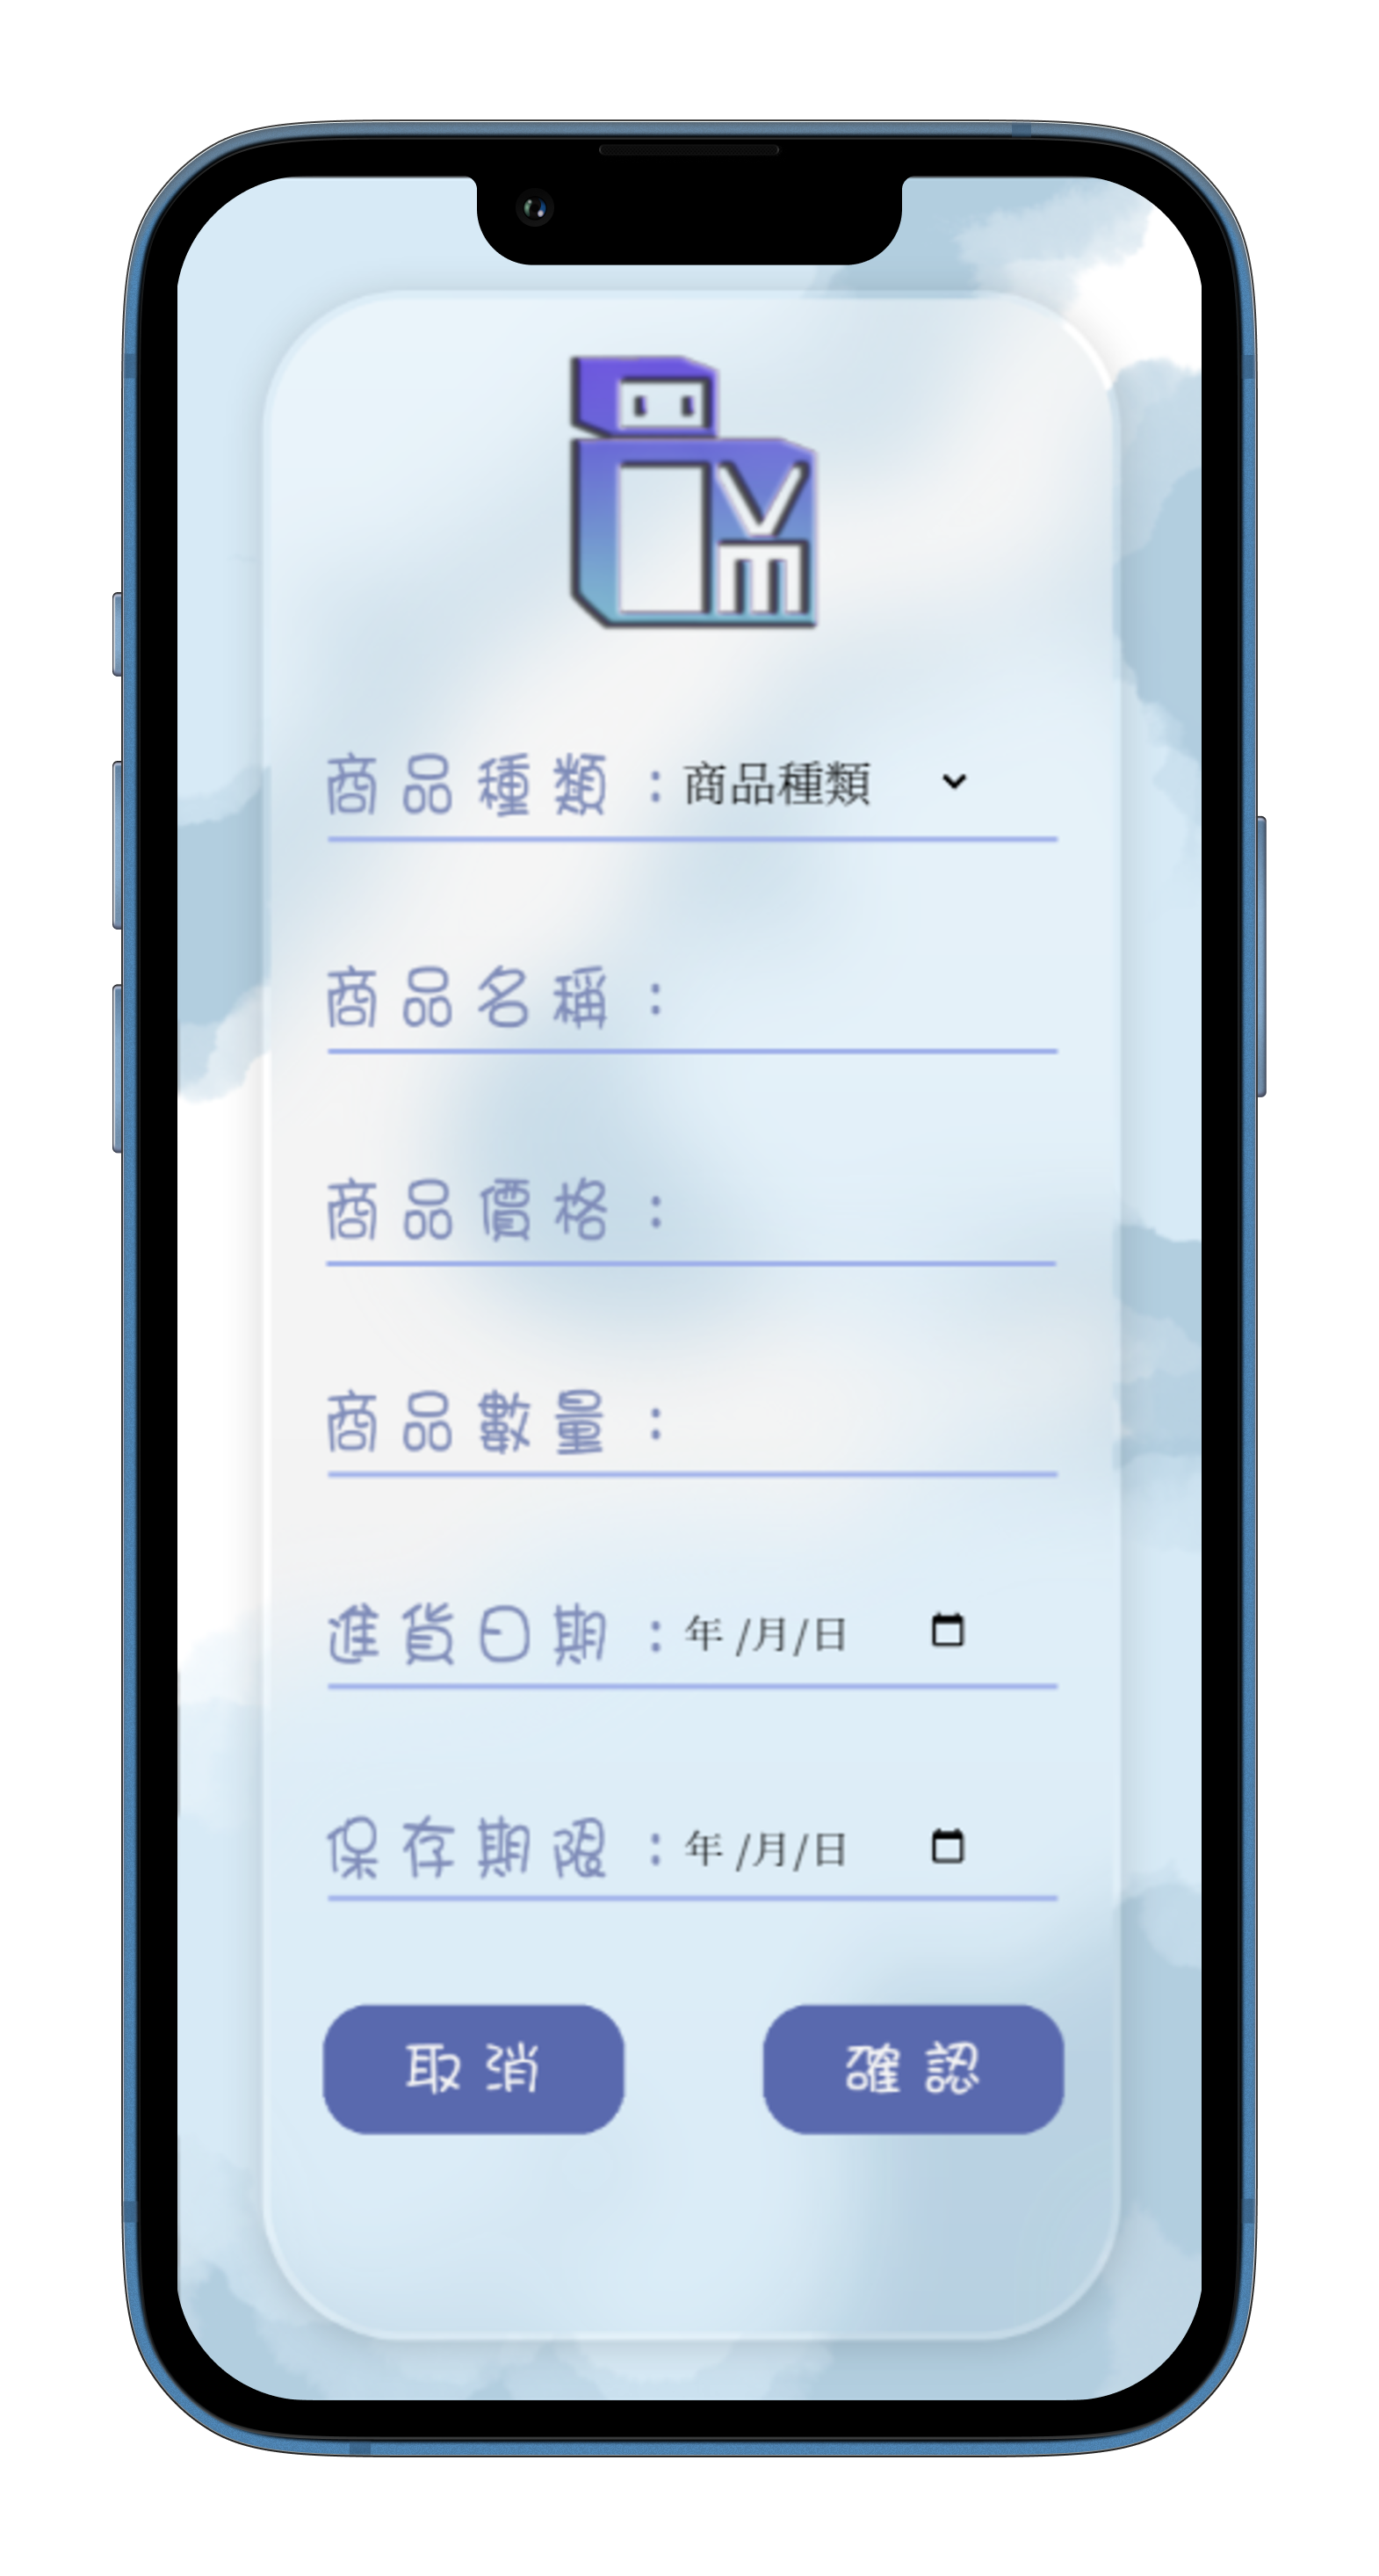 商品種類：商品種類
商品名稱：
商品價格：
商品數量：
進貨日期：年 /月/日
保存期限：年 /月/日
取消 確認